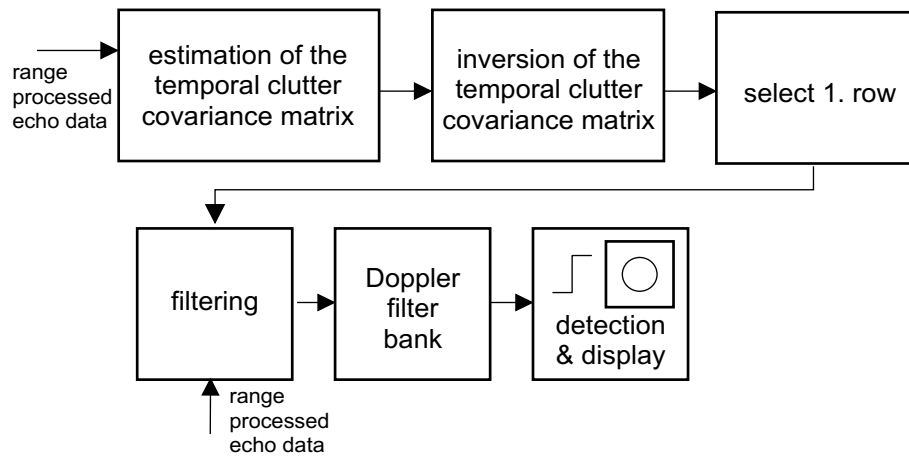 range
processed
echo data
estimation of the
temporal clutter
covariance matrix
inversion of the
temporal clutter
covariance matrix
select 1. row
filtering
Doppler
filter
bank
detection
& display
range
processed
echo data